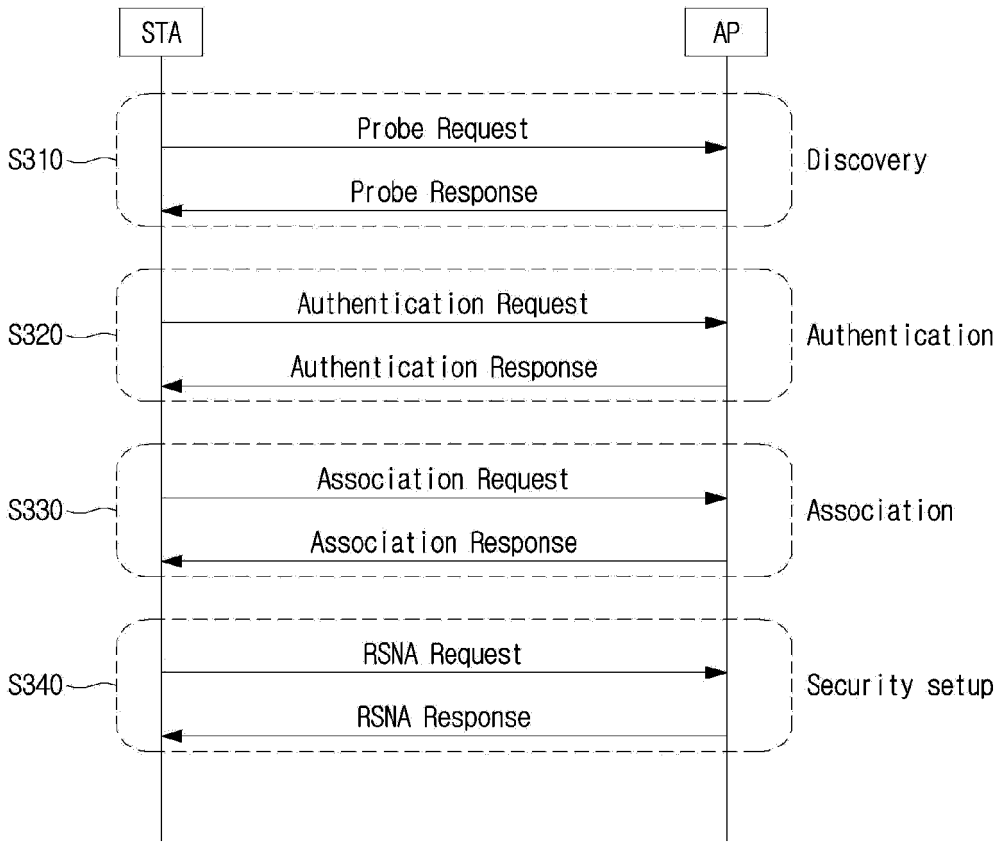 STA
AP
Probe Request
S310
Discovery
Probe Response
Authentication Request
S320
Authentication
Authentication Response
Association Request
S330
Association
Association Response
RSNA Request
S340
Security setup
RSNA Response